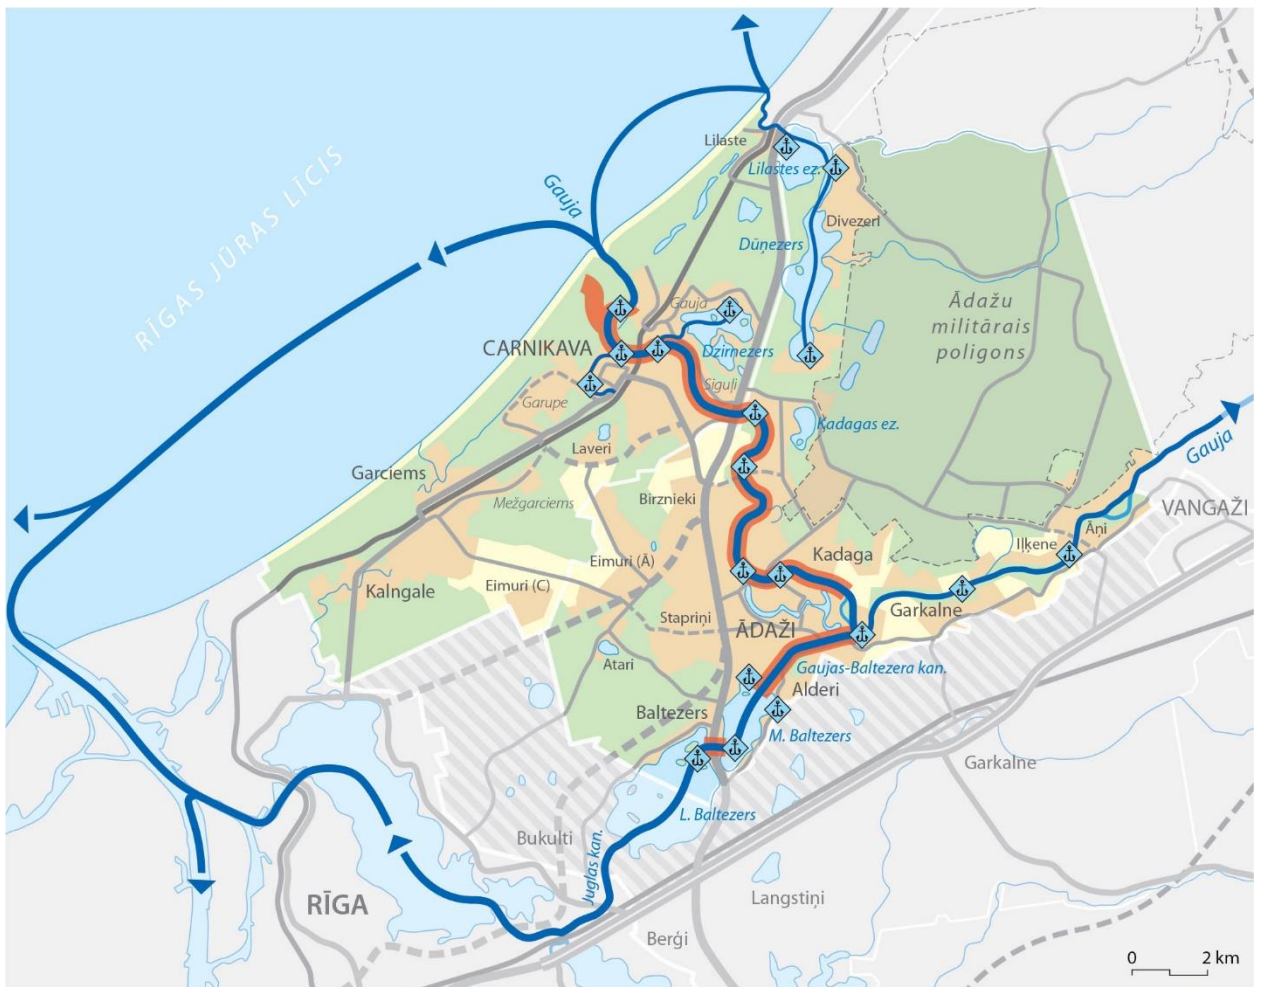 Lilaste
Lilastes ez.
Gauja
RĪGAS JŪRAS LĪCIS
Divezeri
Dūņezers
Ādažu
militārais
poligons
Gauja
CARNIKAVA
Dzirnezers
Siguļi
Garupe
Kadagas ez.
Gauja
Laveri
Garciems
Mežgarciems
Birznieki
VANGAŽI
Āņi
Iļķene
Kadaga
Eimuri (Ā)
Eimuri (C)
Kalngale
Garkalne
Stapriņi
ĀDAŽI
Atari
Gaujas-Baltezera kan.
Alderi
Baltezers
M. Baltezers
Garkalne
L. Baltezers
Bukulti
Juglas kan.
RĪGA
Langstiņi
Berģi
0 2 km